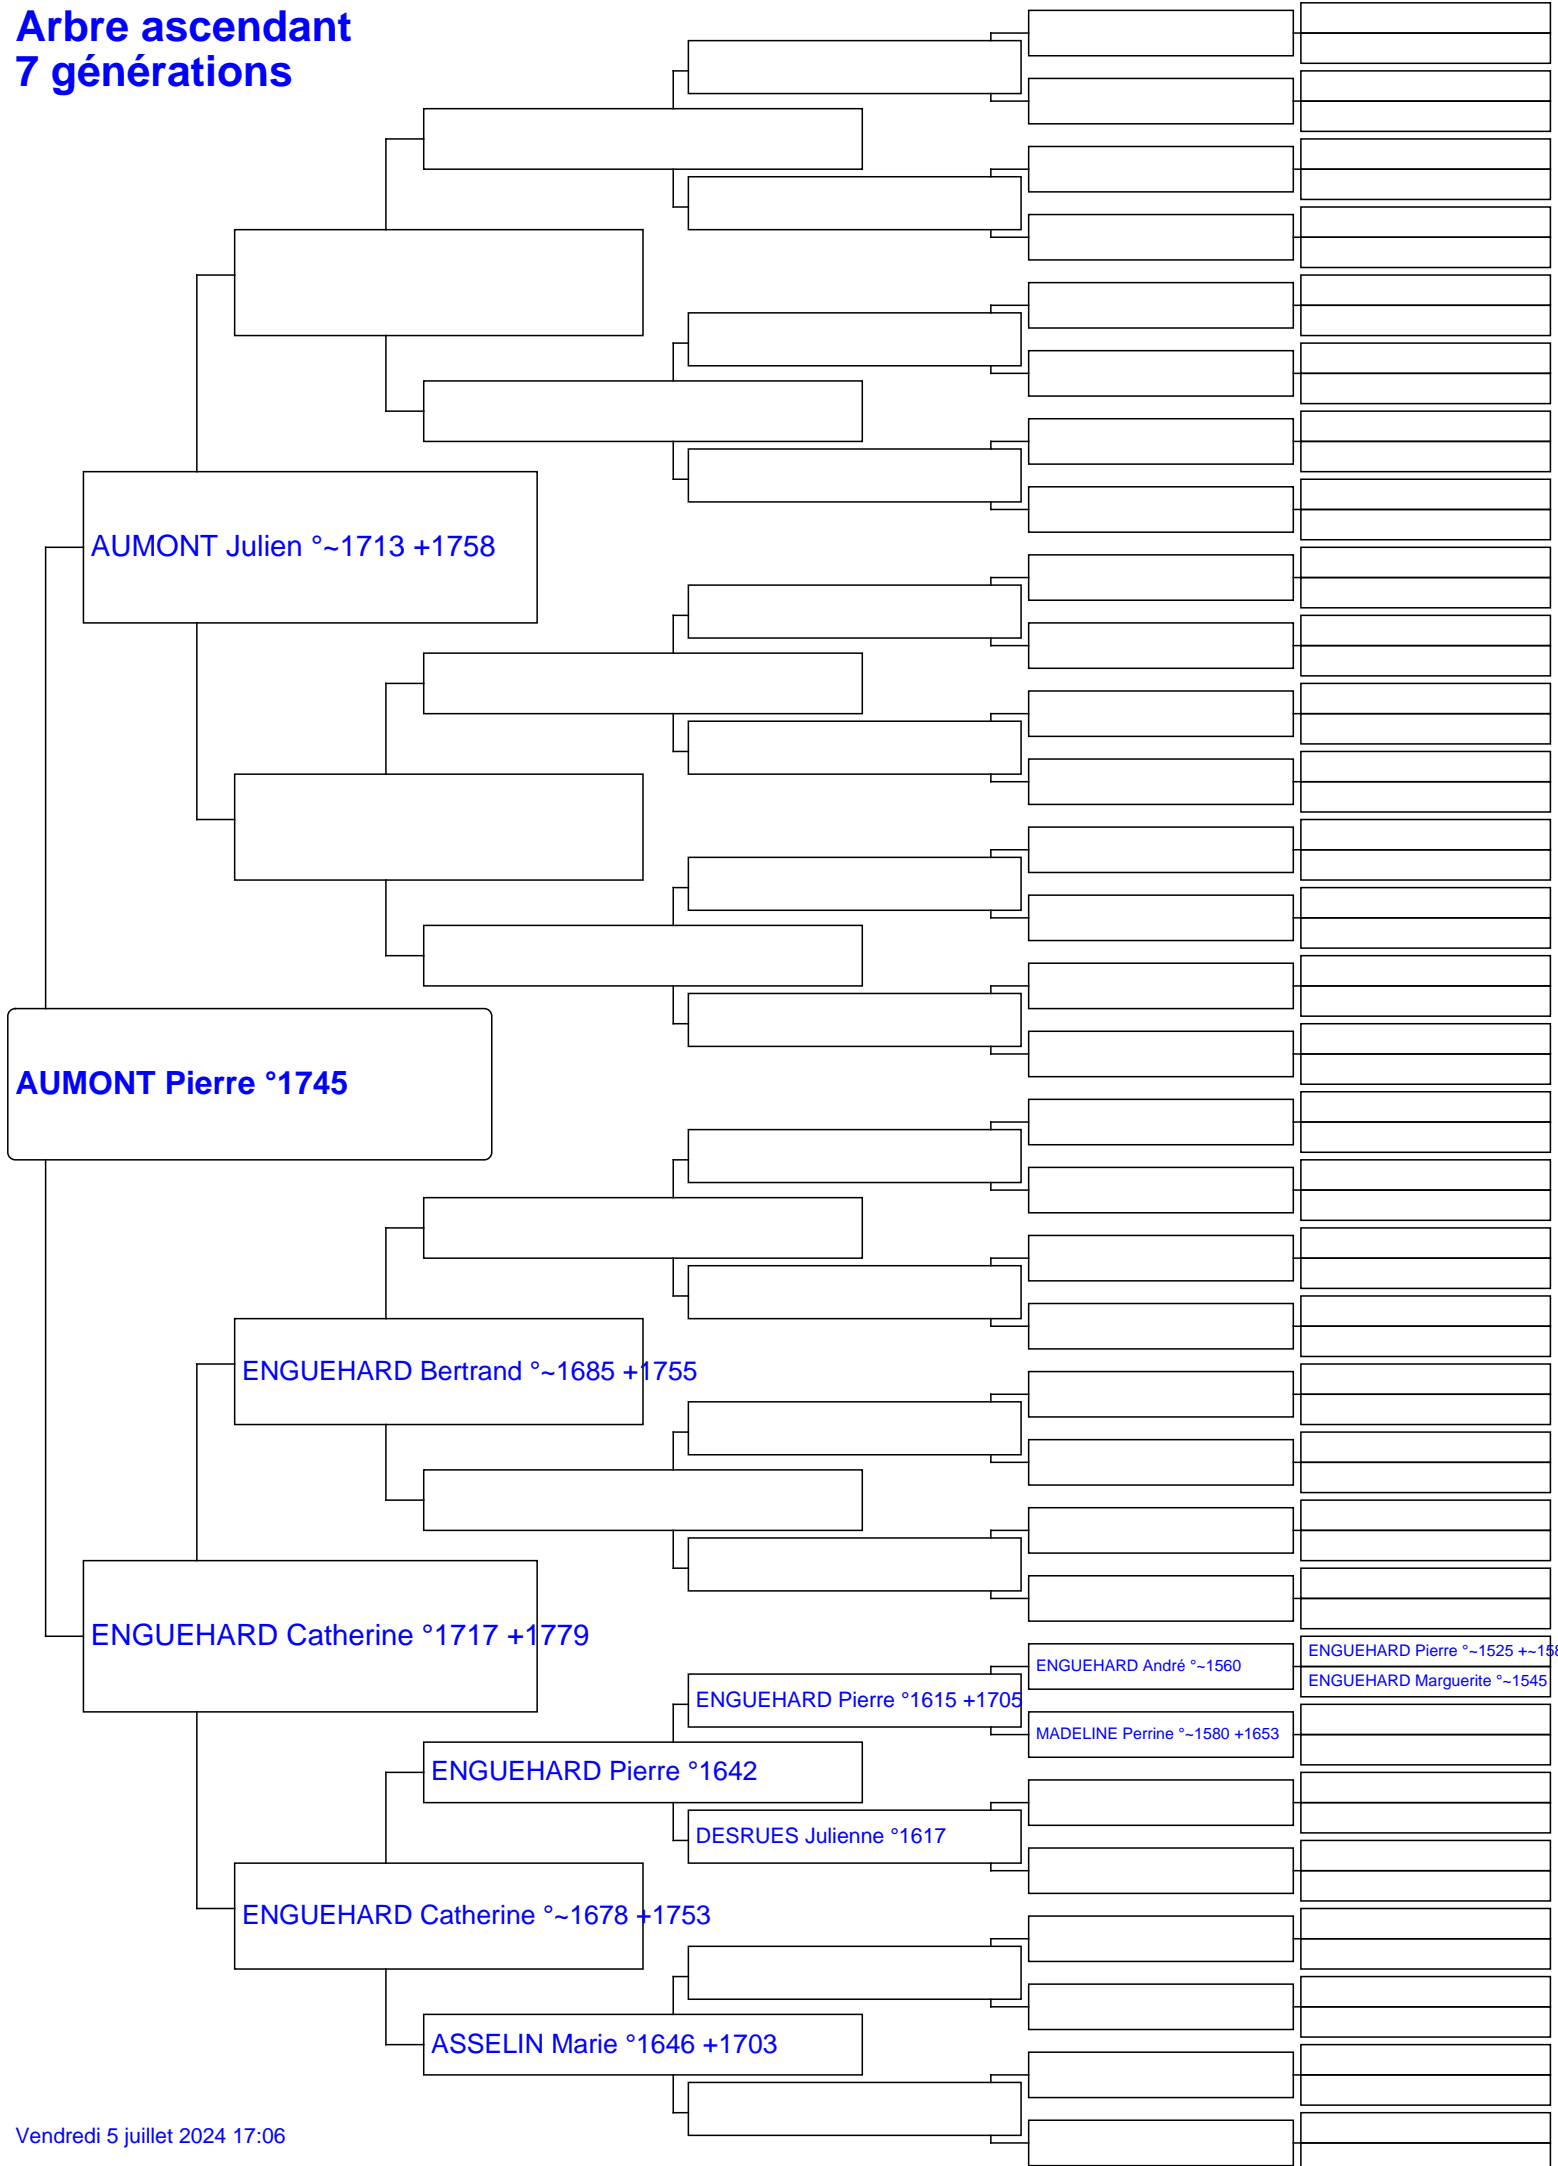 Arbre ascendant
7 générations
AUMONT Julien °~1713 +1758
AUMONT Pierre °1745
ENGUEHARD Bertrand °~1685 +1755
ENGUEHARD Catherine °1717 +1779
ENGUEHARD Pierre °~1525 +~158
ENGUEHARD André °~1560
ENGUEHARD Marguerite °~1545
ENGUEHARD Pierre °1615 +1705
MADELINE Perrine °~1580 +1653
ENGUEHARD Pierre °1642
DESRUES Julienne °1617
ENGUEHARD Catherine °~1678 +1753
ASSELIN Marie °1646 +1703
Vendredi 5 juillet 2024 17:06